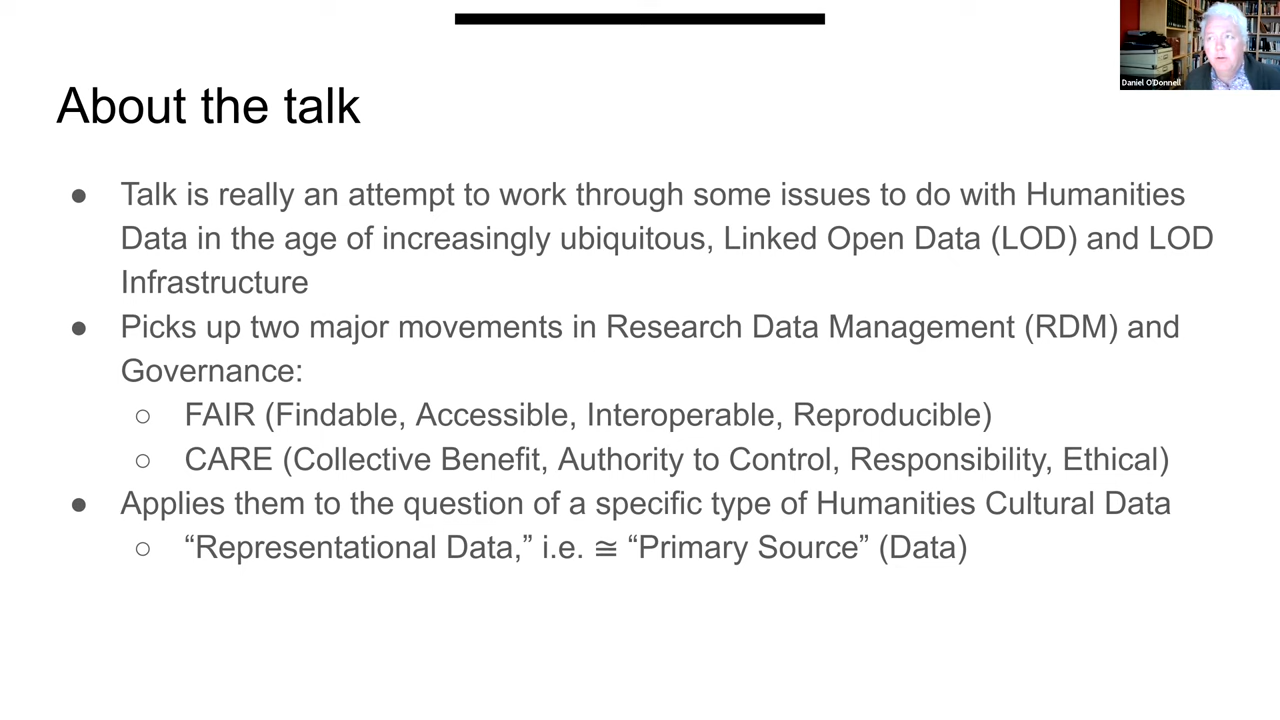 Daniel O'Donnell
About the talk
● Talk is really an attempt to work through some issues to do with Humanities
Data in the age of increasingly ubiquitous, Linked Open Data (LOD) and LOD
Infrastructure
● Picks up two major movements in Research Data Management (RDM) and
Governance:
○ FAIR (Findable, Accessible, Interoperable, Reproducible)
○ CARE (Collective Benefit, Authority to Control, Responsibility, Ethical)
● Applies them to the question of a specific type of Humanities Cultural Data
○ “Representational Data,” i.e. ≅ “Primary Source” (Data)